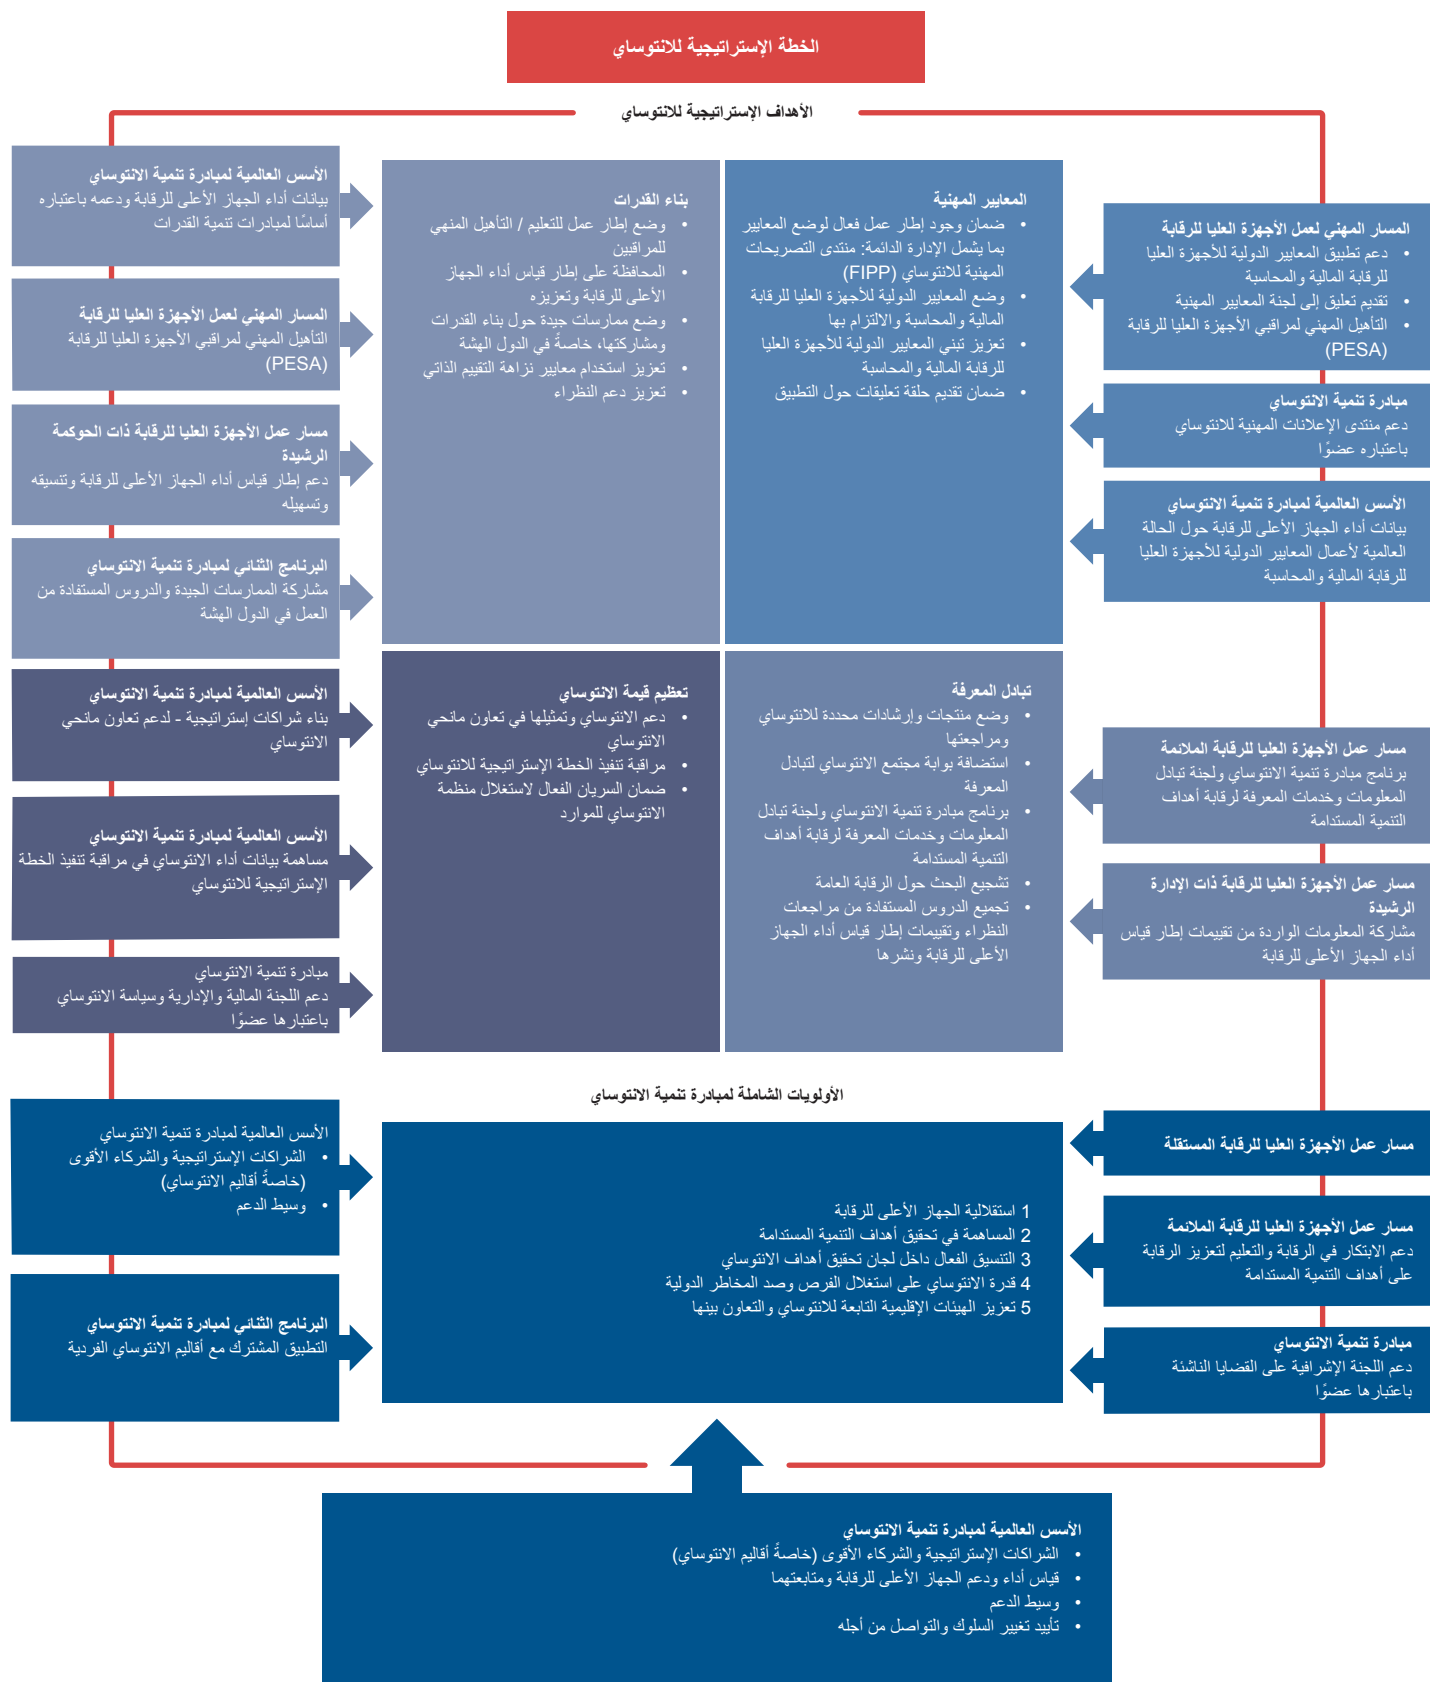 الخطة الإستراتيجية للانتوساي
الأهداف الإستراتيجية للانتوساي
المعايير المهنية
• ضمان وجود إطار عمل فعال لوضع المعايير
بما يشمل الإدارة الدائمة: منتدى التصريحات
المهنية للانتوساي (FIPP)
• وضع المعايير الدولية للأجهزة العليا للرقابة
المالية والمحاسبة والالتزام بها
• تعزيز تبني المعايير الدولية للأجهزة العليا
للرقابة المالية والمحاسبة
• ضمان تقديم حلقة تعليقات حول التطبيق
المسار المهني لعمل الأجهزة العليا للرقابة
• دعم تطبيق المعايير الدولية للأجهزة العليا
للرقابة المالية والمحاسبة
• تقديم تعليق إلى لجنة المعايير المهنية
• التأهيل المهني لمراقبي الأجهزة العليا للرقابة
(PESA)
مبادرة تنمية الانتوساي
دعم منتدى الإعلانات المهنية للانتوساي
باعتباره عضوًا
الأسس العالمية لمبادرة تنمية الانتوساي
بيانات أداء الجهاز الأعلى للرقابة حول الحالة
العالمية لأعمال المعايير الدولية للأجهزة العليا
للرقابة المالية والمحاسبة
بناء القدرات
• وضع إطار عمل للتعليم / التأهيل المنهي
للمراقبين
• المحافظة على إطار قياس أداء الجهاز
الأعلى للرقابة وتعزيزه
• وضع ممارسات جيدة حول بناء القدرات
ومشاركتها، خاصةً في الدول الهشة
• تعزيز استخدام معايير نزاهة التقييم الذاتي
• تعزيز دعم النظراء
الأسس العالمية لمبادرة تنمية الانتوساي
بيانات أداء الجهاز الأعلى للرقابة ودعمه باعتباره
أساسًا لمبادرات تنمية القدرات
المسار المهني لعمل الأجهزة العليا للرقابة
التأهيل المهني لمراقبي الأجهزة العليا للرقابة
(PESA)
مسار عمل الأجهزة العليا للرقابة ذات الحوكمة
الرشيدة
دعم إطار قياس أداء الجهاز الأعلى للرقابة وتنسيقه
وتسهيله
البرنامج الثنائي لمبادرة تنمية الانتوساي
مشاركة الممارسات الجيدة والدروس المستفادة من
العمل في الدول الهشة
تبادل المعرفة
• وضع منتجات وإرشادات محددة للانتوساي
ومراجعتها
• استضافة بوابة مجتمع الانتوساي لتبادل
المعرفة
• برنامج مبادرة تنمية الانتوساي ولجنة تبادل
المعلومات وخدمات المعرفة لرقابة أهداف
التنمية المستدامة
• تشجيع البحث حول الرقابة العامة
• تجميع الدروس المستفادة من مراجعات
النظراء وتقييمات إطار قياس أداء الجهاز
الأعلى للرقابة ونشرها
مسار عمل الأجهزة العليا للرقابة الملائمة
برنامج مبادرة تنمية الانتوساي ولجنة تبادل
المعلومات وخدمات المعرفة لرقابة أهداف
التنمية المستدامة
مسار عمل الأجهزة العليا للرقابة ذات الإدارة
الرشيدة
مشاركة المعلومات الواردة من تقييمات إطار قياس
أداء الجهاز الأعلى للرقابة
تعظيم قيمة الانتوساي
• دعم الانتوساي وتمثيلها في تعاون مانحي
الانتوساي
• مراقبة تنفيذ الخطة الإستراتيجية للانتوساي
• ضمان السريان الفعال لاستغلال منظمة
الانتوساي للموارد
الأسس العالمية لمبادرة تنمية الانتوساي
بناء شراكات إستراتيجية - لدعم تعاون مانحي
الانتوساي
الأسس العالمية لمبادرة تنمية الانتوساي
مساهمة بيانات أداء الانتوساي في مراقبة تنفيذ الخطة
الإستراتيجية للانتوساي
مبادرة تنمية الانتوساي
دعم اللجنة المالية والإدارية وسياسة الانتوساي
باعتبارها عضوًا
الأولويات الشاملة لمبادرة تنمية الانتوساي
1 استقلالية الجهاز الأعلى للرقابة
2 المساهمة في تحقيق أهداف التنمية المستدامة
3 التنسيق الفعال داخل لجان تحقيق أهداف الانتوساي
4 قدرة الانتوساي على استغلال الفرص وصد المخاطر الدولية
5 تعزيز الهيئات الإقليمية التابعة للانتوساي والتعاون بينها
مسار عمل الأجهزة العليا للرقابة المستقلة
مسار عمل الأجهزة العليا للرقابة الملائمة
دعم الابتكار في الرقابة والتعليم لتعزيز الرقابة
على أهداف التنمية المستدامة
مبادرة تنمية الانتوساي
دعم اللجنة الإشرافية على القضايا الناشئة
باعتبارها عضوًا
الأسس العالمية لمبادرة تنمية الانتوساي
• الشراكات الإستراتيجية والشركاء الأقوى
(خاصةً أقاليم الانتوساي)
• وسيط الدعم
البرنامج الثنائي لمبادرة تنمية الانتوساي
التطبيق المشترك مع أقاليم الانتوساي الفردية
الأسس العالمية لمبادرة تنمية الانتوساي
• الشراكات الإستراتيجية والشركاء الأقوى (خاصةً أقاليم الانتوساي)
• قياس أداء ودعم الجهاز الأعلى للرقابة ومتابعتهما
• وسيط الدعم
• تأييد تغيير السلوك والتواصل من أجله